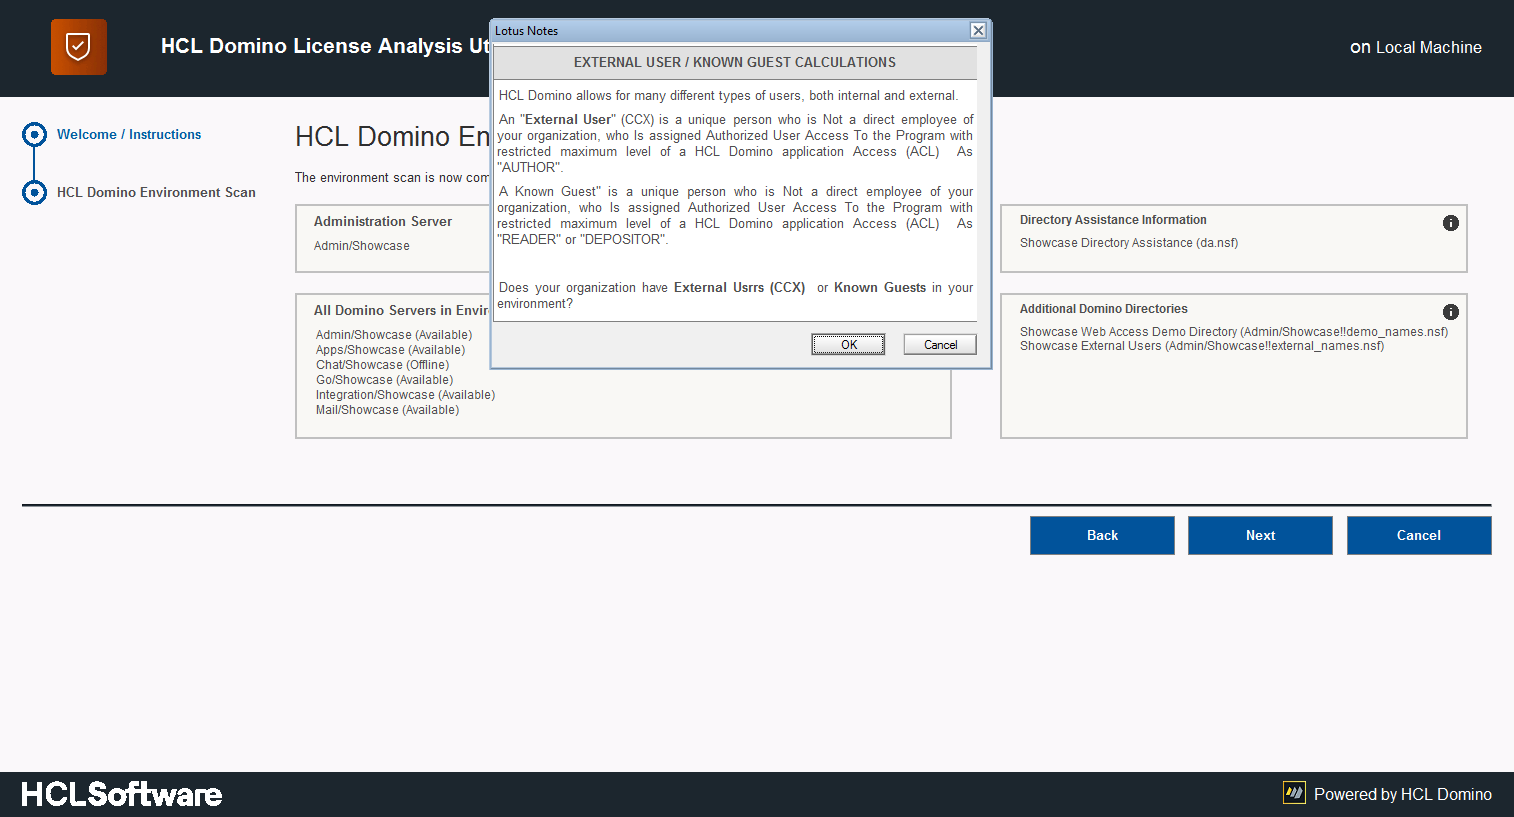 HCL Domino License Analysis Ut
on Local Machine
Lotus Notes
EXTERNAL USER / KNOWN GUEST CALCULATIONS
HCL Domino allows for many different types of users, both internal and external.
An "External User" (CCX) is a unique person who is Not a direct employee of
your organization, who Is assigned Authorized User Access To the Program with
restricted maximum level of a HCL Domino application Access (ACL) As
"AUTHOR".
A Known Guest" is a unique person who is Not a direct employee of your
organization, who Is assigned Authorized User Access To the Program with
restricted maximum level of a HCL Domino application Access (ACL) As
"READER" or "DEPOSITOR".
Does your organization have External Usrrs (CCX) or Known Guests in your
environment?
OK
Cancel
Welcome / Instructions
HCL Domino Environment Scan
HCL Domino En
The environment scan is now com
Administration Server
Admin/Showcase
Directory Assistance Information
Showcase Directory Assistance (da.nsf)
All Domino Servers in Envir
Admin/Showcase (Available)
Apps/Showcase (Available)
Chat/Showcase (Offline)
Go/Showcase (Available)
Integration/Showcase (Available)
Mail/Showcase (Available)
Additional Domino Directories
Showcase Web Access Demo Directory (Admin/Showcase!!demo_names.nsf)
Showcase External Users (Admin/Showcase!!external_names.nsf)
Back
Next
Cancel
HCLSoftware
Powered by HCL Domino